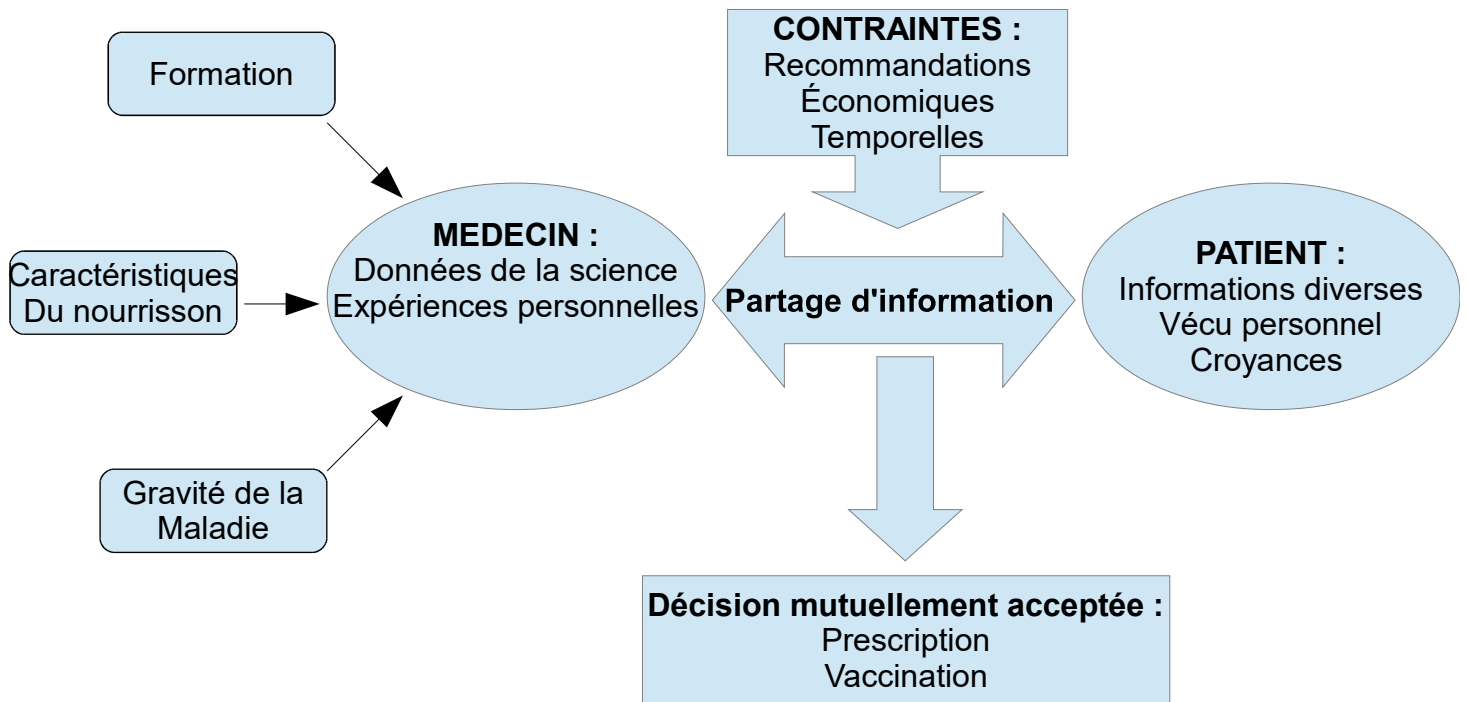 Formation
CONTRAINTES :
Recommandations
Économiques
Temporelles
Caractéristiques
Du nourrisson
MEDECIN :
Données de la science
Expériences personnelles
Partage d'information
PATIENT :
Informations diverses
Vécu personnel
Croyances
Gravité de la
Maladie
Décision mutuellement acceptée :
Prescription
Vaccination